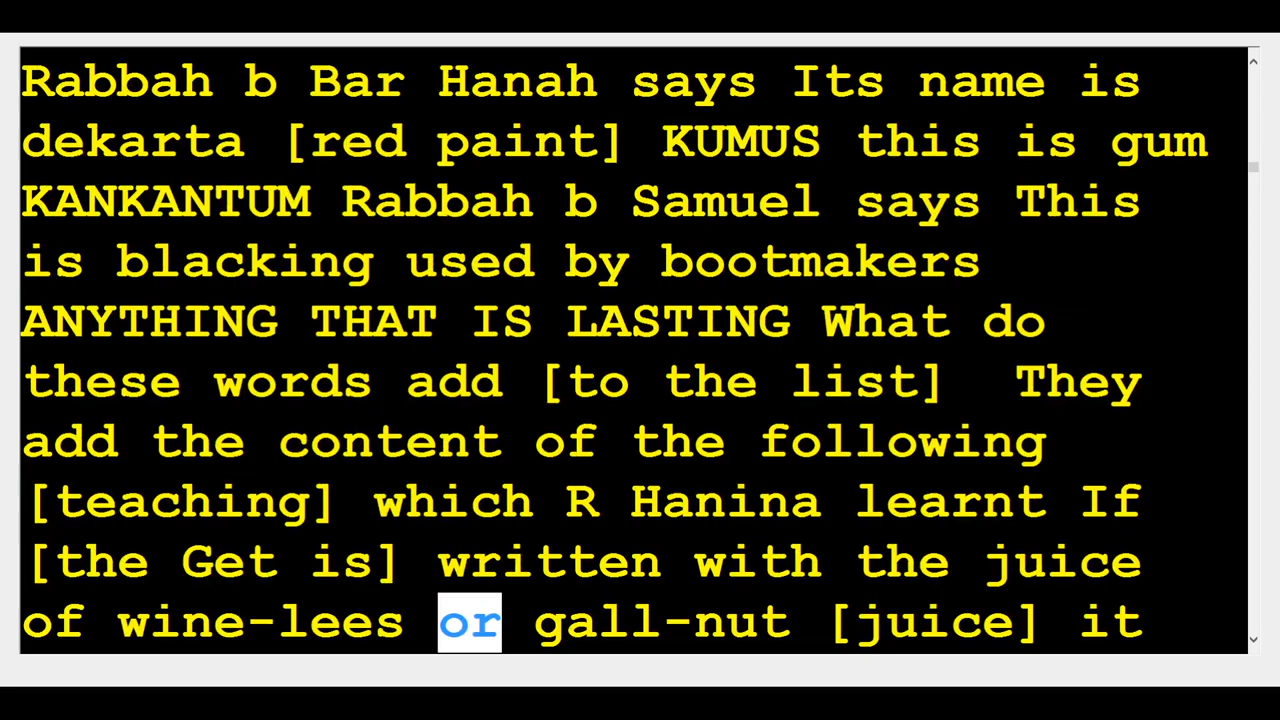 Rabbah b Bar Hanah says Its name is
dekarta [red paint] KUMUS this is gum
KANKANTUM Rabbah b Samuel says This
is blacking used by bootmakers
ANYTHING THAT IS LASTING What do
these words add [to the list]  They
add the content of the following
[teaching] which R Hanina learnt If
[the Get is] written with the juice
of wine-lees or gall-nut [juice] it